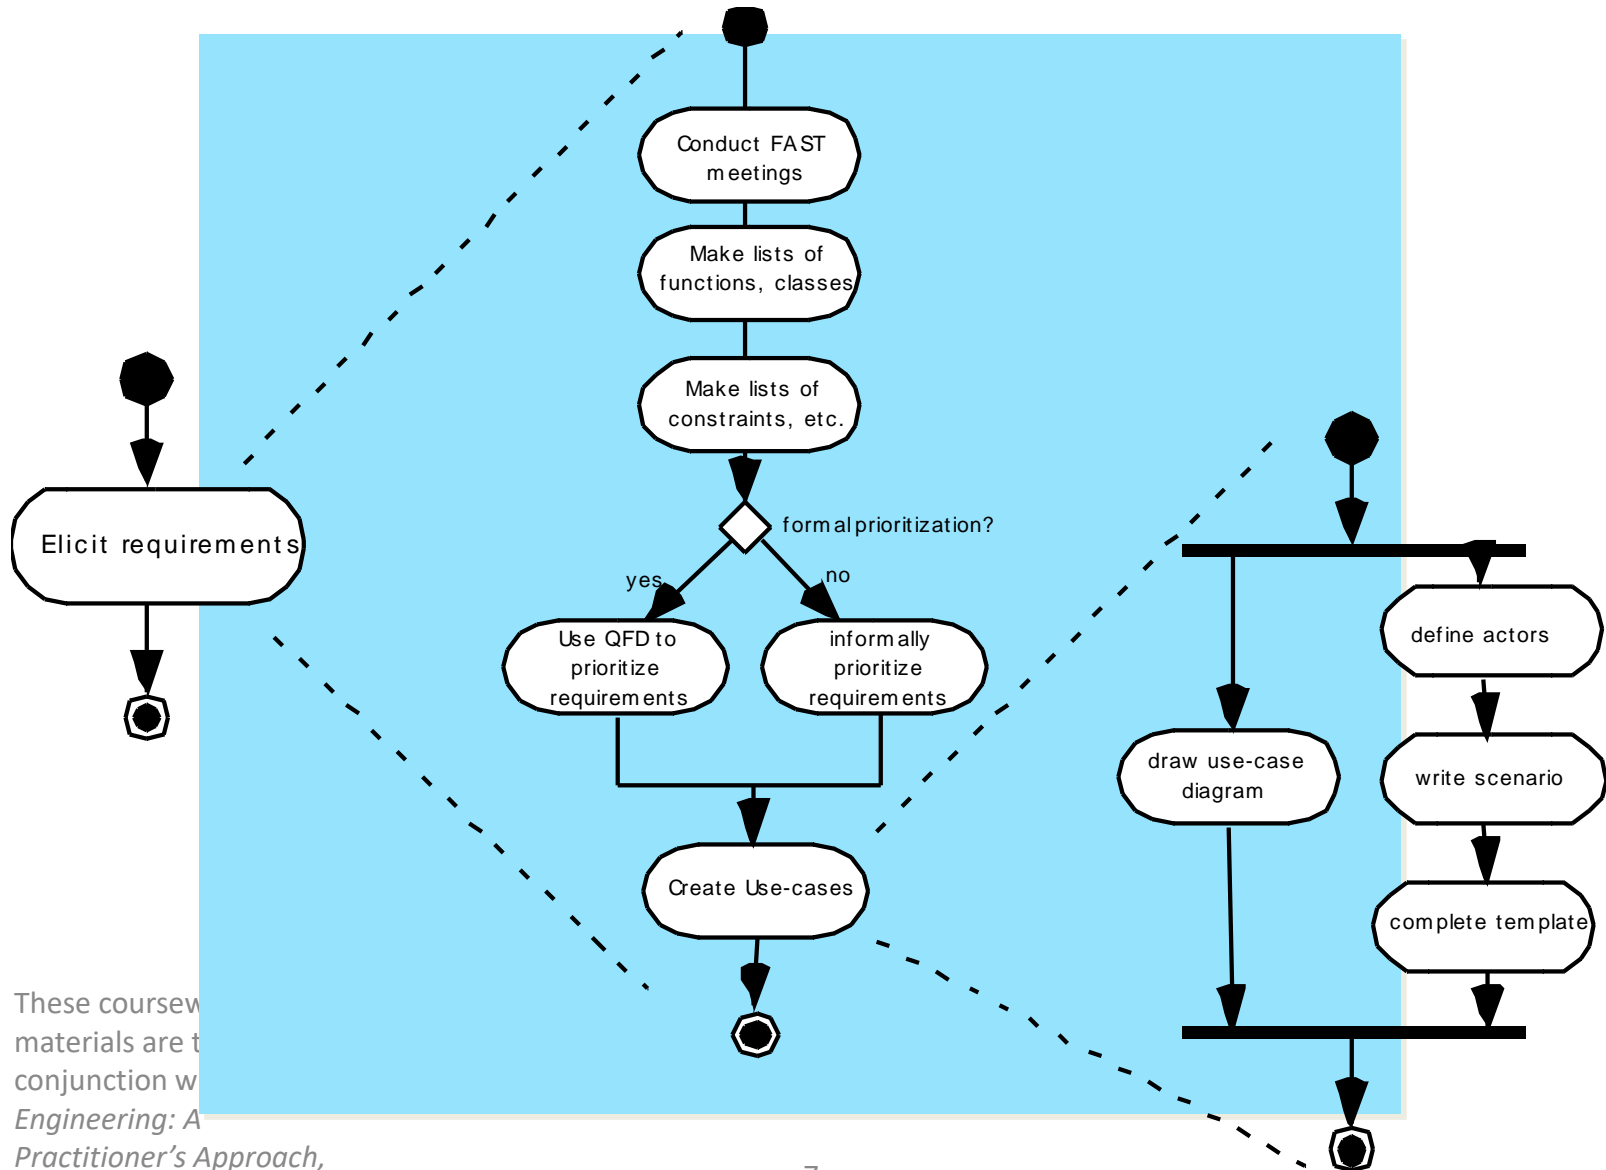 Conduct FAST
meetings
Make lists of
functions, classes
Make lists of
constraints, etc.
formal prioritization?
yes
no
Elicit requirements
Use QFD to
prioritize
requirements
informally
prioritize
requirements
define actors
draw use-case
diagram
write scenario
Create Use-cases
complete template
These coursew
materials are t
conjunction w
Engineering: A
Practitioner's Approach,